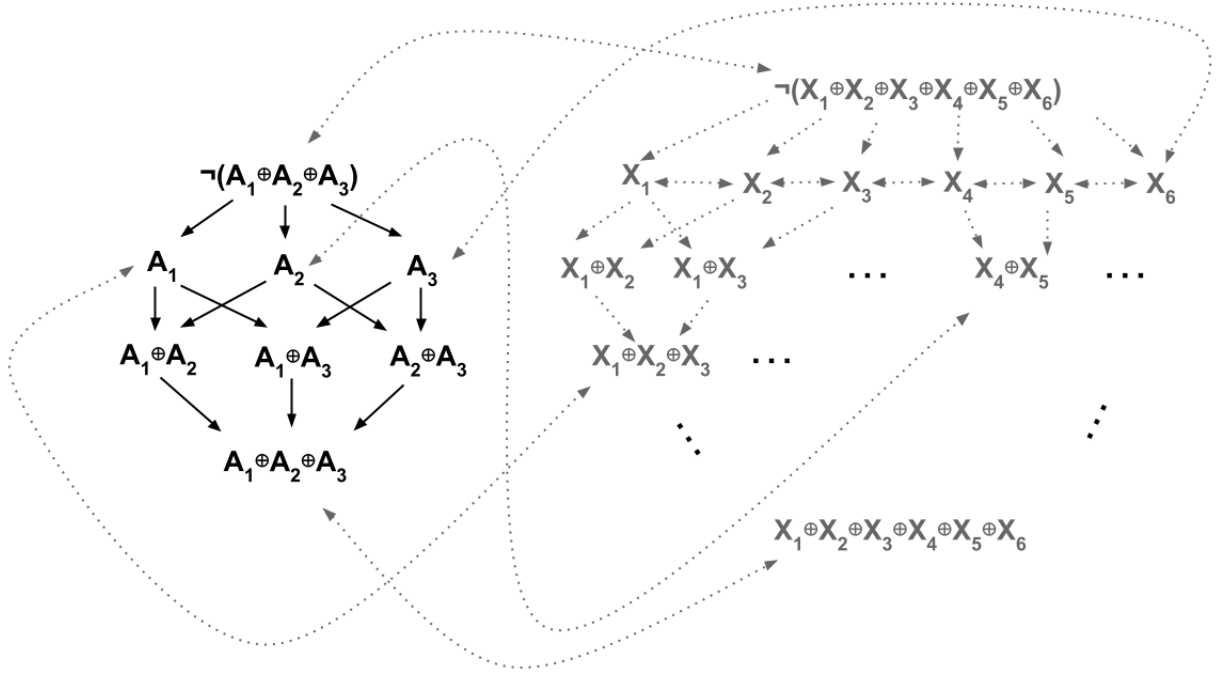 ¬(X₁⊕X₂⊕X₃⊕X₄⊕X₅⊕X₆)
X₁ X₂ X₃ X₄ X₅ X₆
X₁⊕X₂ X₁⊕X₃ ... X₄⊕X₅ ...
X₁⊕X₂⊕X₃ ...
X₁⊕X₂⊕X₃⊕X₄⊕X₅⊕X₆
¬(A₁⊕A₂⊕A₃)
A₁ A₂ A₃
A₁⊕A₂ A₁⊕A₃ A₂⊕A₃
A₁⊕A₂⊕A₃